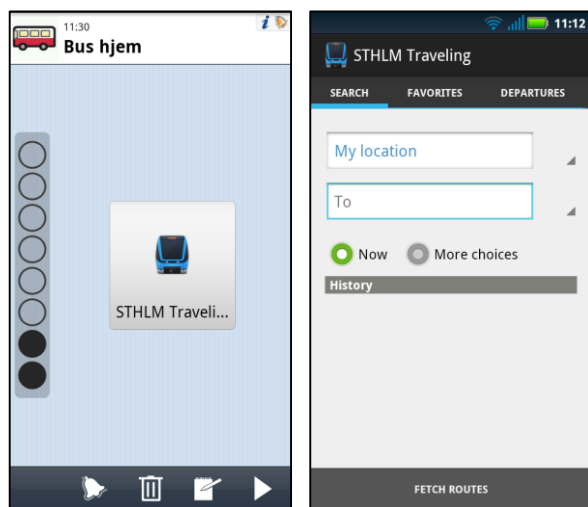 11:30
Bus hjem
i
STHLM Traveli...
11:12
STHLM Traveling
SEARCH FAVORITES DEPARTURES
My location
To
Now More choices
History
FETCH ROUTES